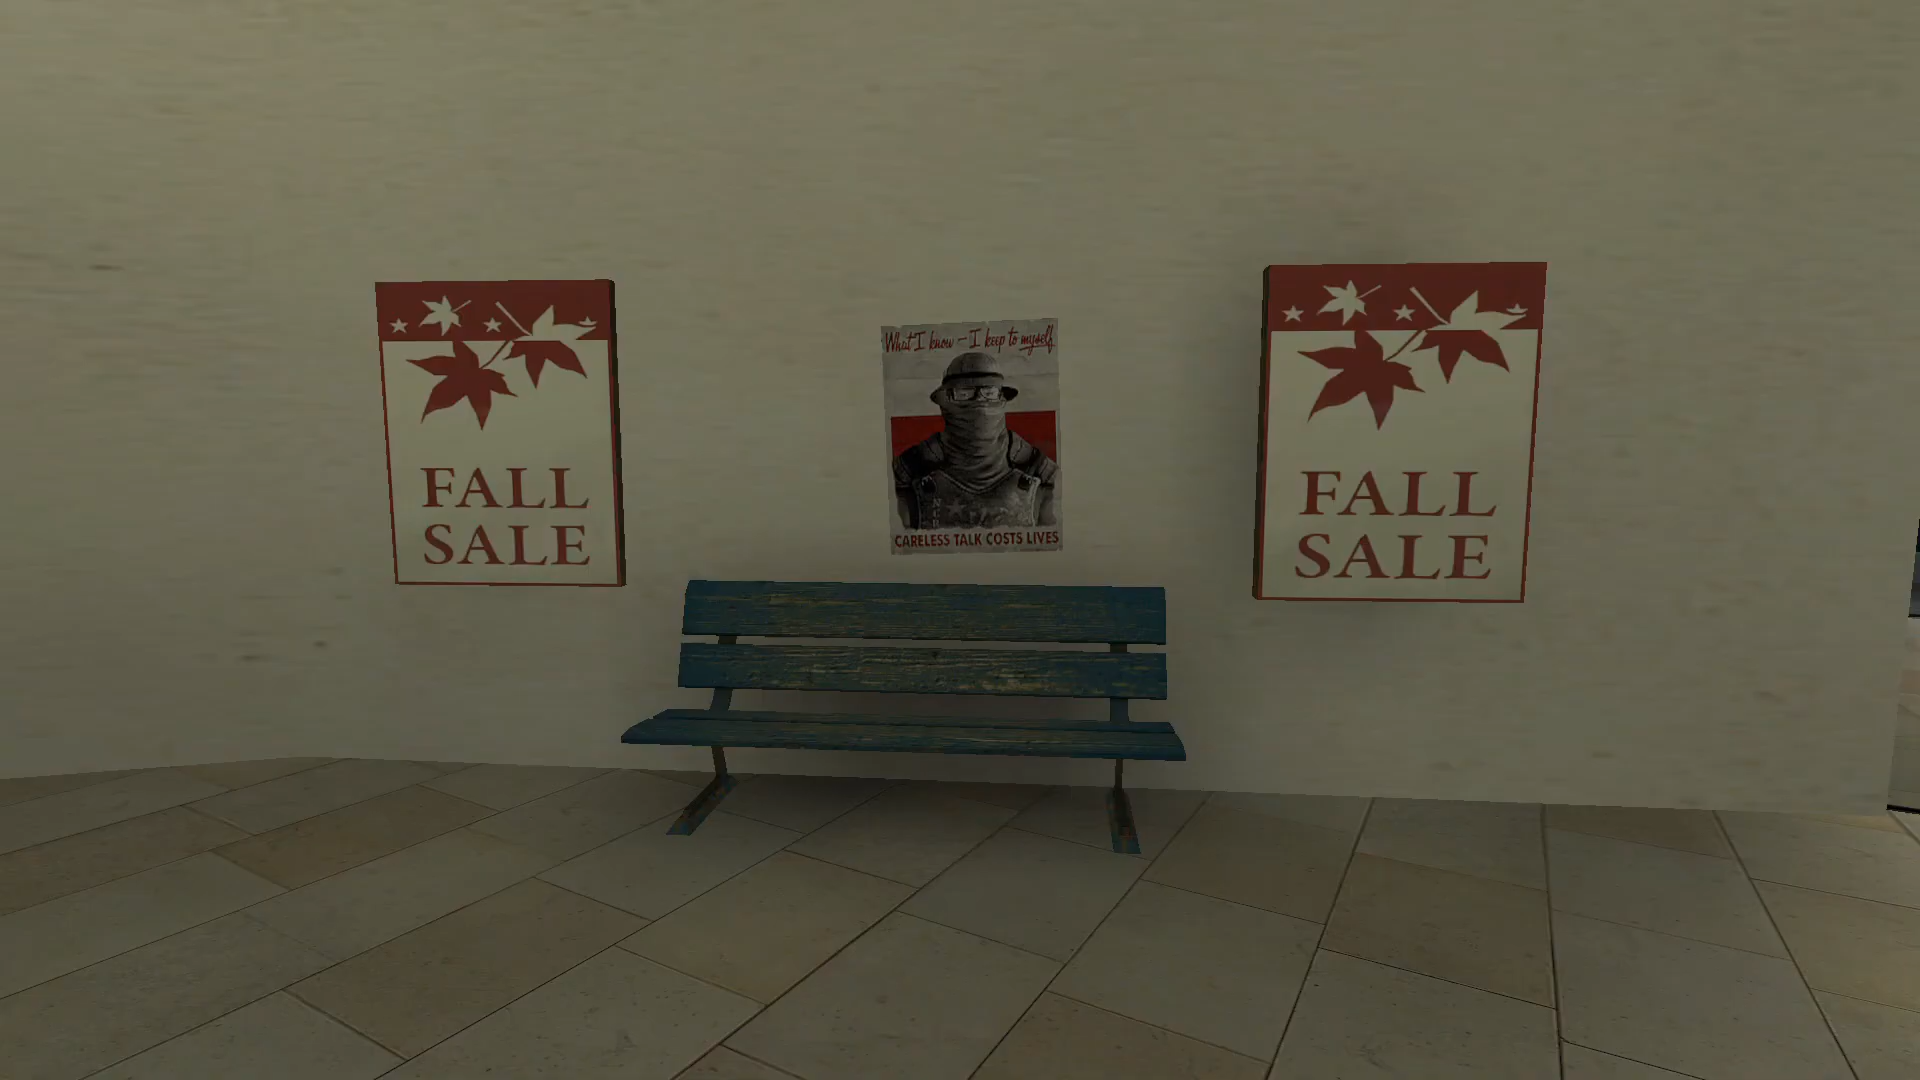 FALL
SALE
What I know – I keep to myself
CARELESS TALK COSTS LIVES
FALL
SALE